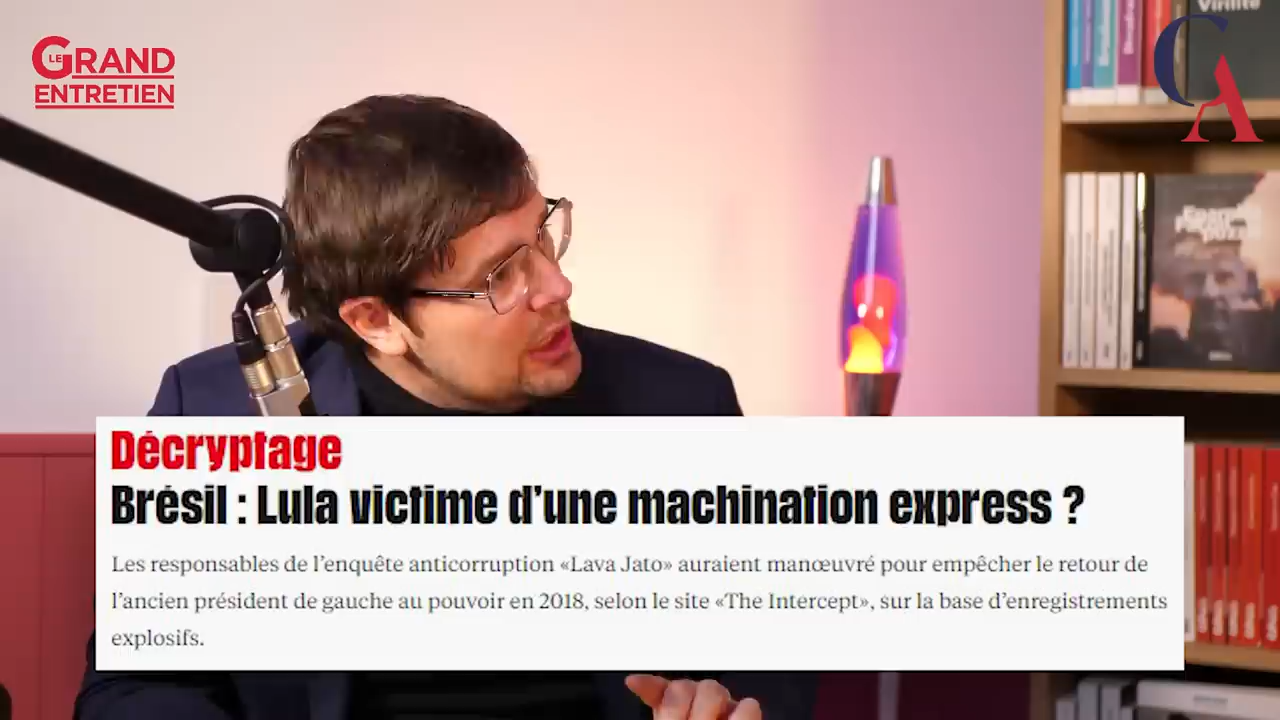 LE GRAND
ENTRETIEN
CA
Virilité
Décryptage
Brésil : Lula victime d'une machination express ?
Les responsables de l'enquête anticorruption «Lava Jato» auraient manœuvré pour empêcher le retour de
l'ancien président de gauche au pouvoir en 2018, selon le site «The Intercept», sur la base d'enregistrements
explosifs.